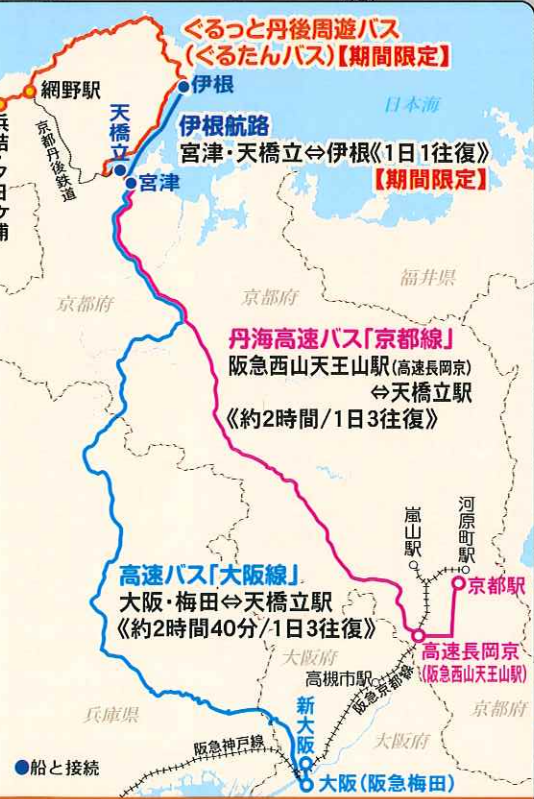 ぐるっと丹後周遊バス
(ぐるたんバス)【期間限定】
網野駅
伊根
日本海
浜詰・夕日ヶ浦
京都丹後鉄道
天橋立
伊根航路
宮津・天橋立⇔伊根《1日1往復》
【期間限定】
宮津
京都府
京都府
福井県
丹海高速バス「京都線」
阪急西山天王山駅(高速長岡京)
⇔天橋立駅
《約2時間/1日3往復》
嵐山駅
河原町駅
高速バス「大阪線」
大阪・梅田⇔天橋立駅
《約2時間40分/1日3往復》
京都駅
高速長岡京
(阪急西山天王山駅)
大阪府
高槻市駅
阪急京都線
新大阪
京都府
兵庫県
阪急神戸線
大阪府
●船と接続
大阪(阪急梅田)